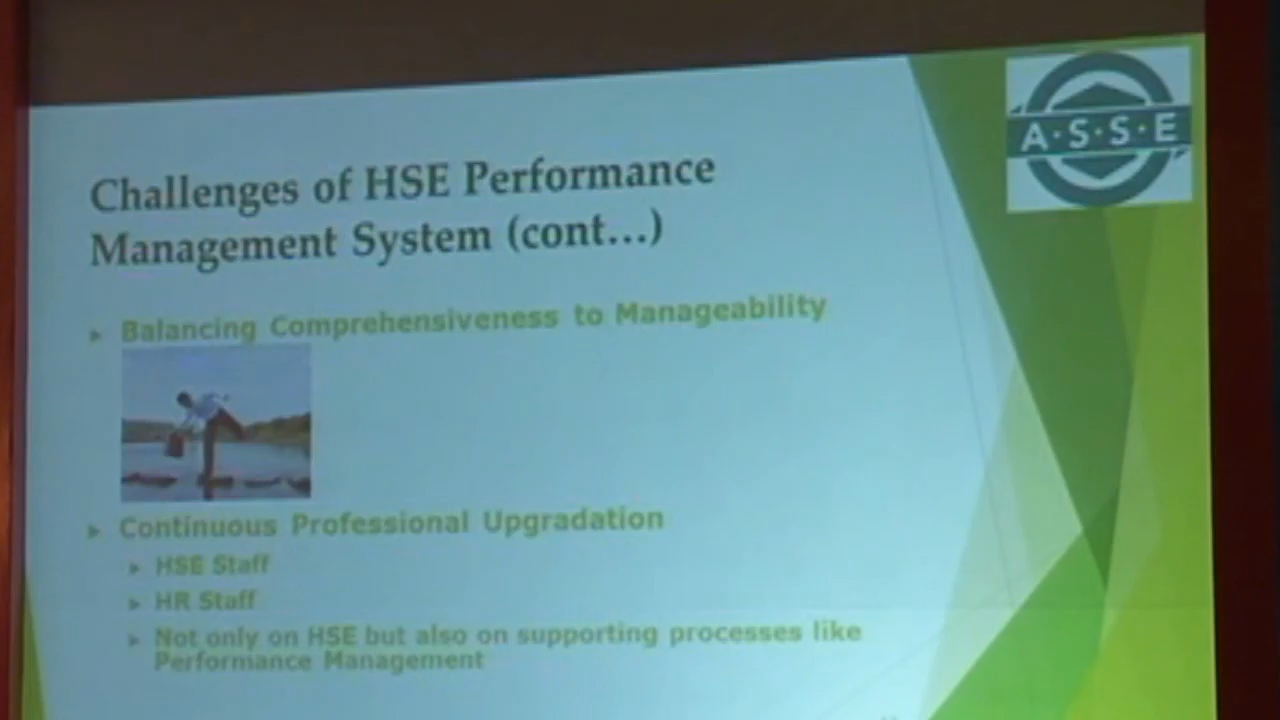 A·S·S·E
Challenges of HSE Performance
Management System (cont...)
Balancing Comprehensiveness to Manageability
Continuous Professional Upgradation
HSE Staff
HR Staff
Not only on HSE but also on supporting processes like
Performance Management